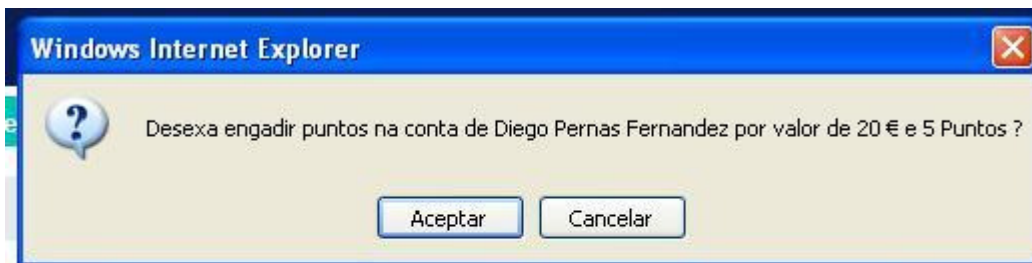 Windows Internet Explorer
Desexa engadir puntos na conta de Diego Pernas Fernandez por valor de 20 € e 5 Puntos ?
Aceptar
Cancelar